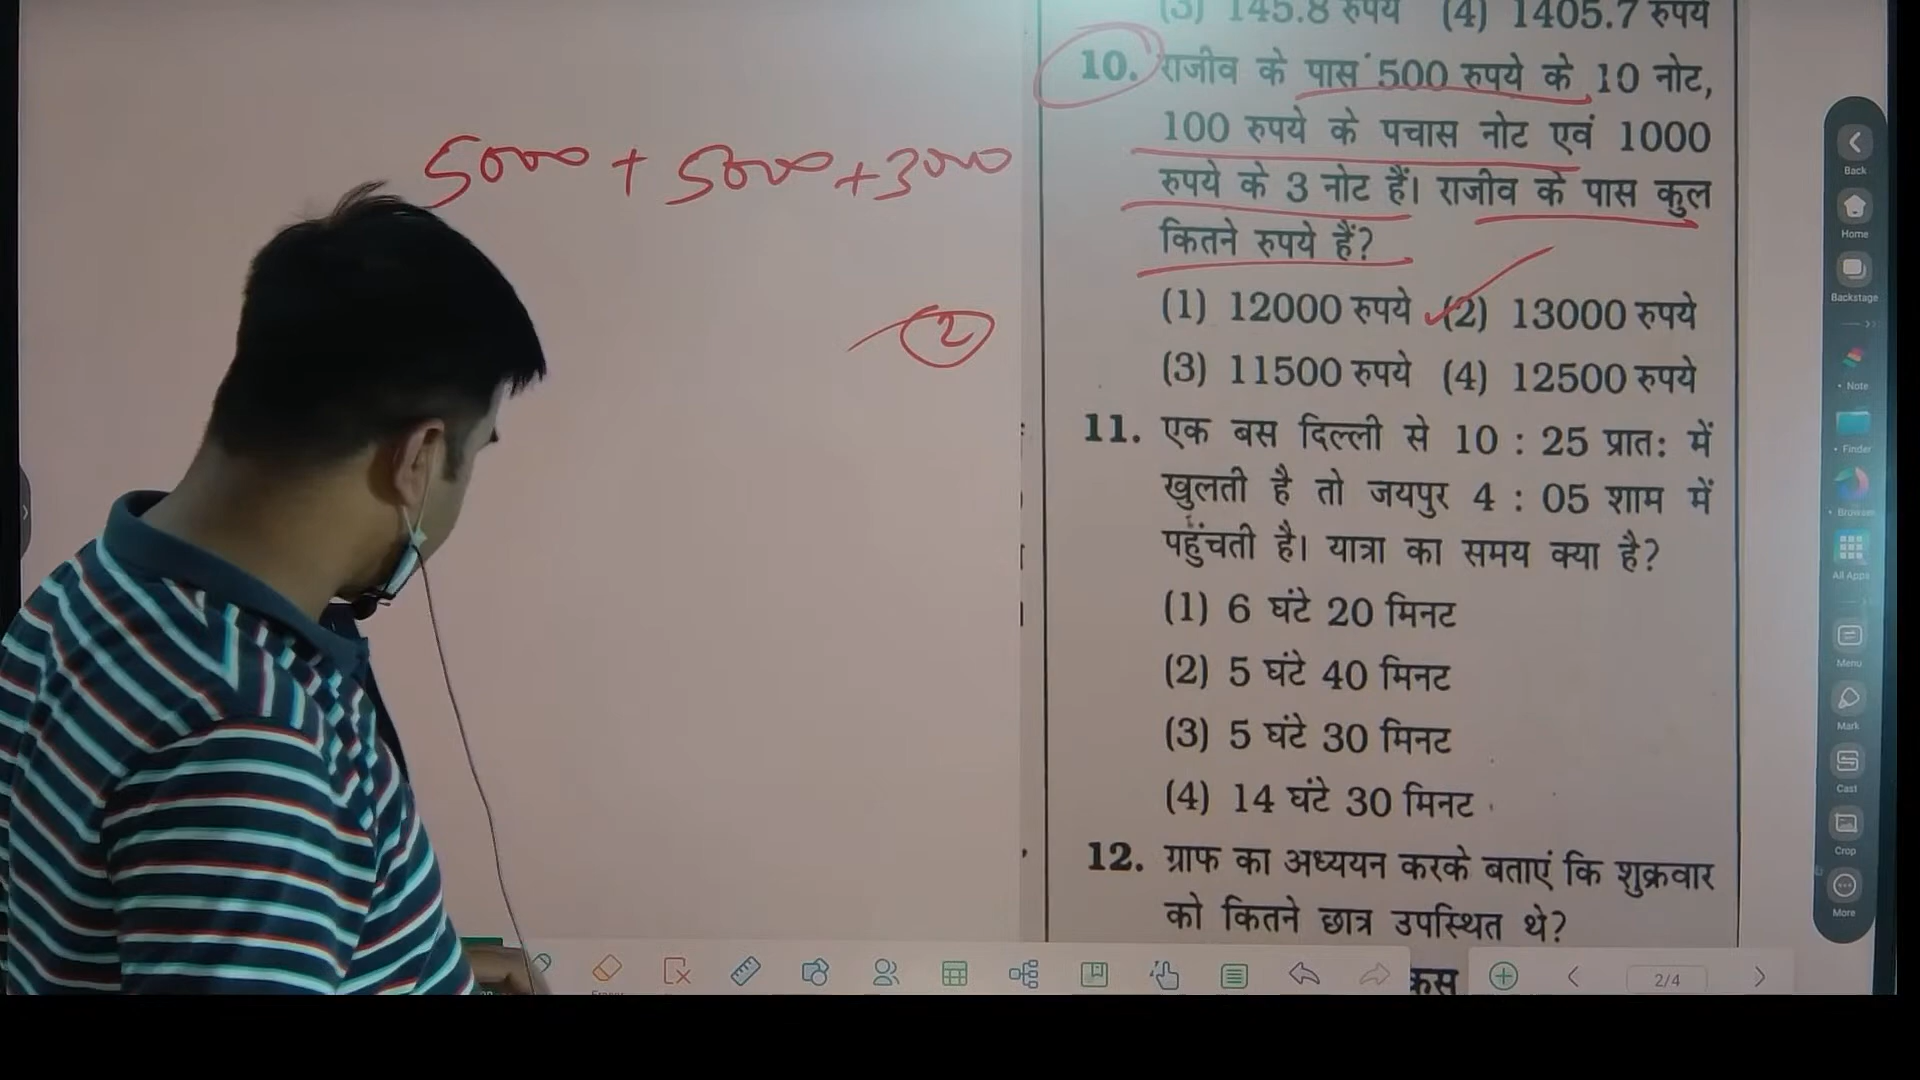 (3) 145.8 रुपये (4) 1405.7 रुपये
10. राजीव के पास 500 रुपये के 10 नोट,
100 रुपये के पचास नोट एवं 1000
रुपये के 3 नोट हैं। राजीव के पास कुल
कितने रुपये हैं?
(1) 12000 रुपये (2) 13000 रुपये
(3) 11500 रुपये (4) 12500 रुपये
11. एक बस दिल्ली से 10 : 25 प्रात: में
खुलती है तो जयपुर 4 : 05 शाम में
पहुंचती है। यात्रा का समय क्या है?
(1) 6 घंटे 20 मिनट
(2) 5 घंटे 40 मिनट
(3) 5 घंटे 30 मिनट
(4) 14 घंटे 30 मिनट
12. ग्राफ का अध्ययन करके बताएं कि शुक्रवार
को कितने छात्र उपस्थित थे?
5000 + 5000 + 3000
2
Back
Home
Backstage
Note
Finder
Browser
All Apps
Menu
Mark
Cast
Crop
More
2/4